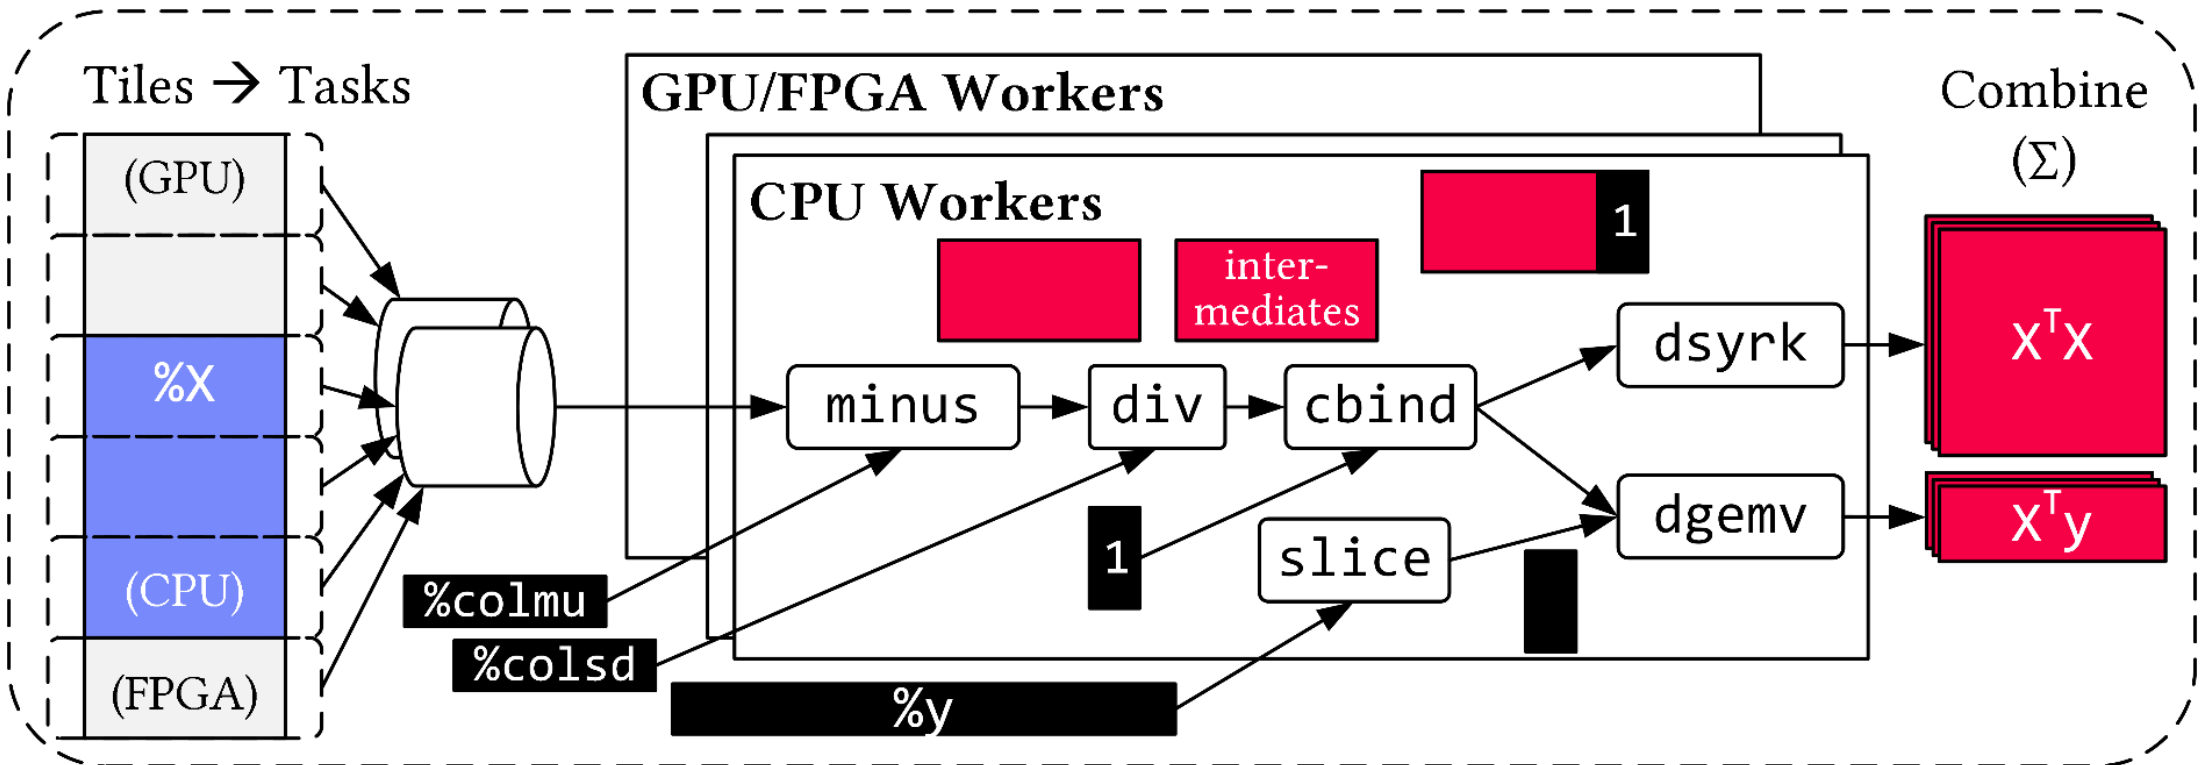 Tiles → Tasks
(GPU)
%X
(CPU)
(FPGA)
GPU/FPGA Workers
CPU Workers
inter-
mediates
1
minus
div
cbind
dsyrk
dgemv
slice
1
%colmu
%colsd
%y
Combine
(Σ)
XᵀX
Xᵀy